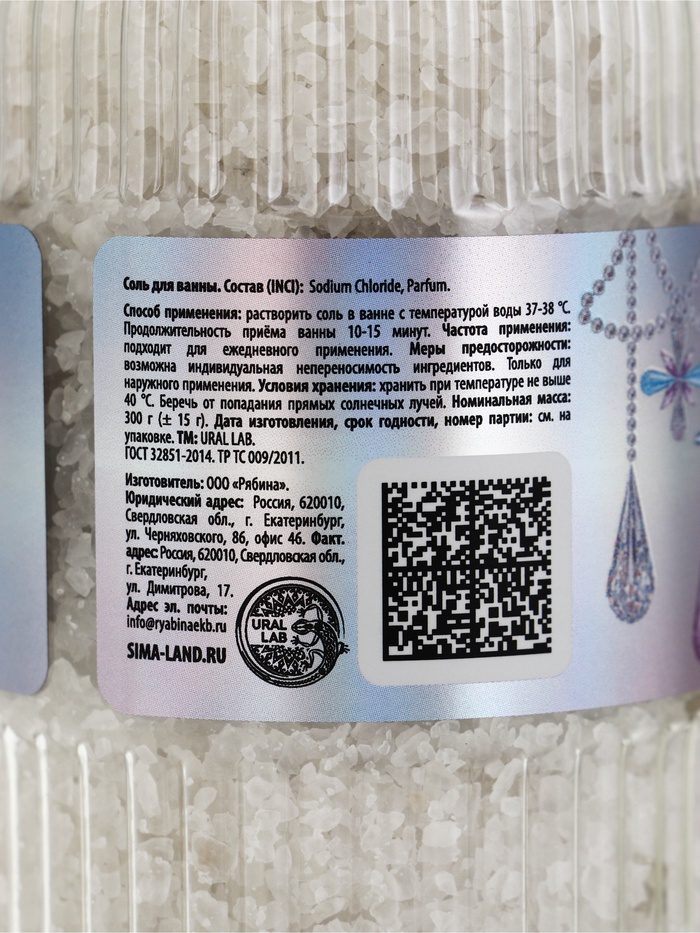 Соль для ванны. Состав (INCI): Sodium Chloride, Parfum.
Способ применения: растворить соль в ванне с температурой воды 37-38 °С.
Продолжительность приёма ванны 10-15 минут. Частота применения:
подходит для ежедневного применения. Меры предосторожности:
возможна индивидуальная непереносимость ингредиентов. Только для
наружного применения. Условия хранения: хранить при температуре не выше
40 °С. Беречь от попадания прямых солнечных лучей. Номинальная масса:
300 г (± 15 г). Дата изготовления, срок годности, номер партии: см. на
упаковке. ТМ: URAL LAB.
ГОСТ 32851-2014. ТР ТС 009/2011.
Изготовитель: ООО «Рябина».
Юридический адрес: Россия, 620010,
Свердловская обл., г. Екатеринбург,
ул. Черняховского, 86, офис 46. Факт.
адрес: Россия, 620010, Свердловская обл.,
г. Екатеринбург,
ул. Димитрова, 17.
Адрес эл. почты:
info@ryabinaekb.ru
SIMA-LAND.RU
URAL
LAB